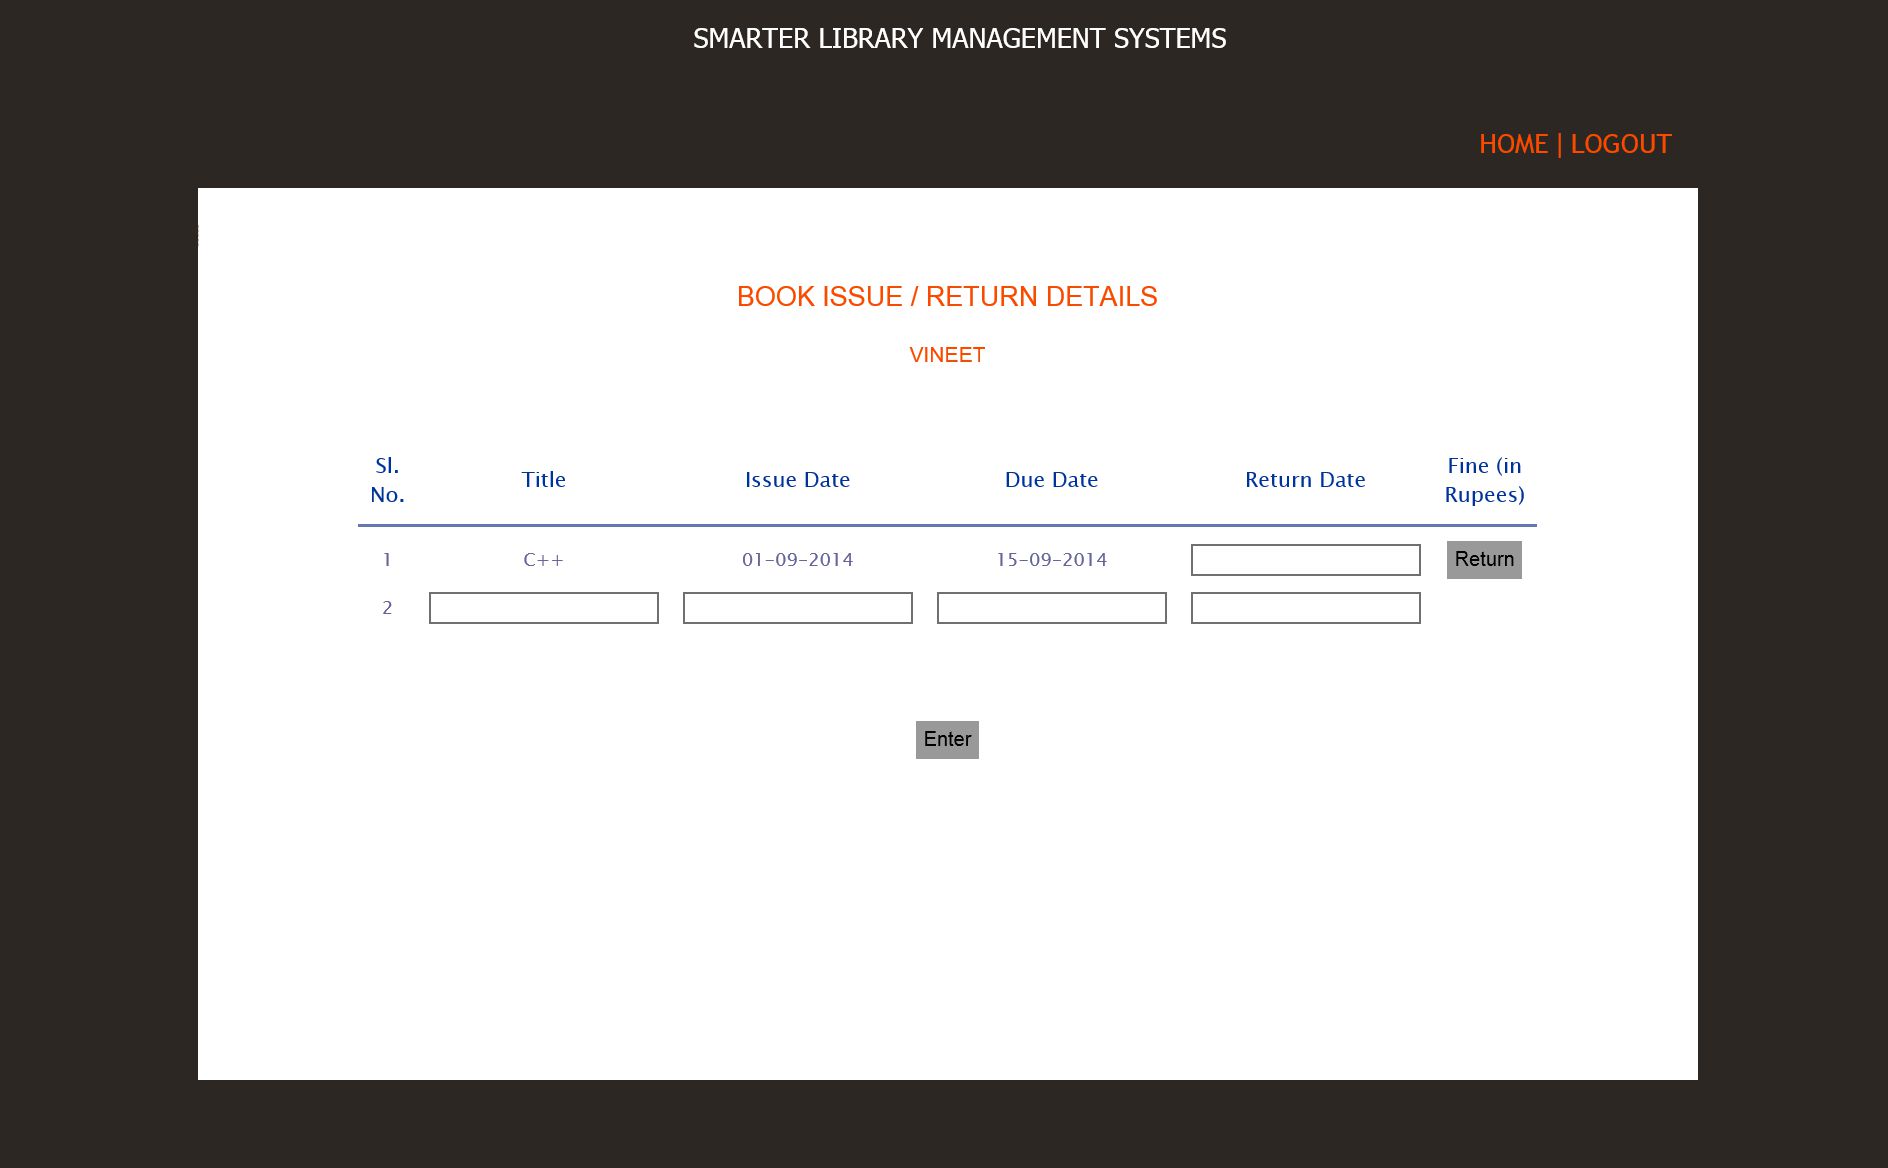 SMARTER LIBRARY MANAGEMENT SYSTEMS
HOME | LOGOUT
BOOK ISSUE / RETURN DETAILS
VINEET
Sl. No. Title Issue Date Due Date Return Date Fine (in Rupees)
1 C++ 01-09-2014 15-09-2014 Return
2
Enter